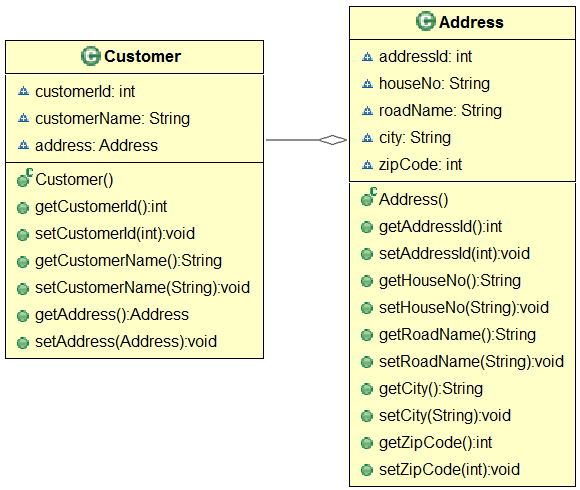 Customer
customerId: int
customerName: String
address: Address
Customer()
getCustomerId():int
setCustomerId(int):void
getCustomerName():String
setCustomerName(String):void
getAddress():Address
setAddress(Address):void
Address
addressId: int
houseNo: String
roadName: String
city: String
zipCode: int
Address()
getAddressId():int
setAddressId(int):void
getHouseNo():String
setHouseNo(String):void
getRoadName():String
setRoadName(String):void
getCity():String
setCity(String):void
getZipCode():int
setZipCode(int):void